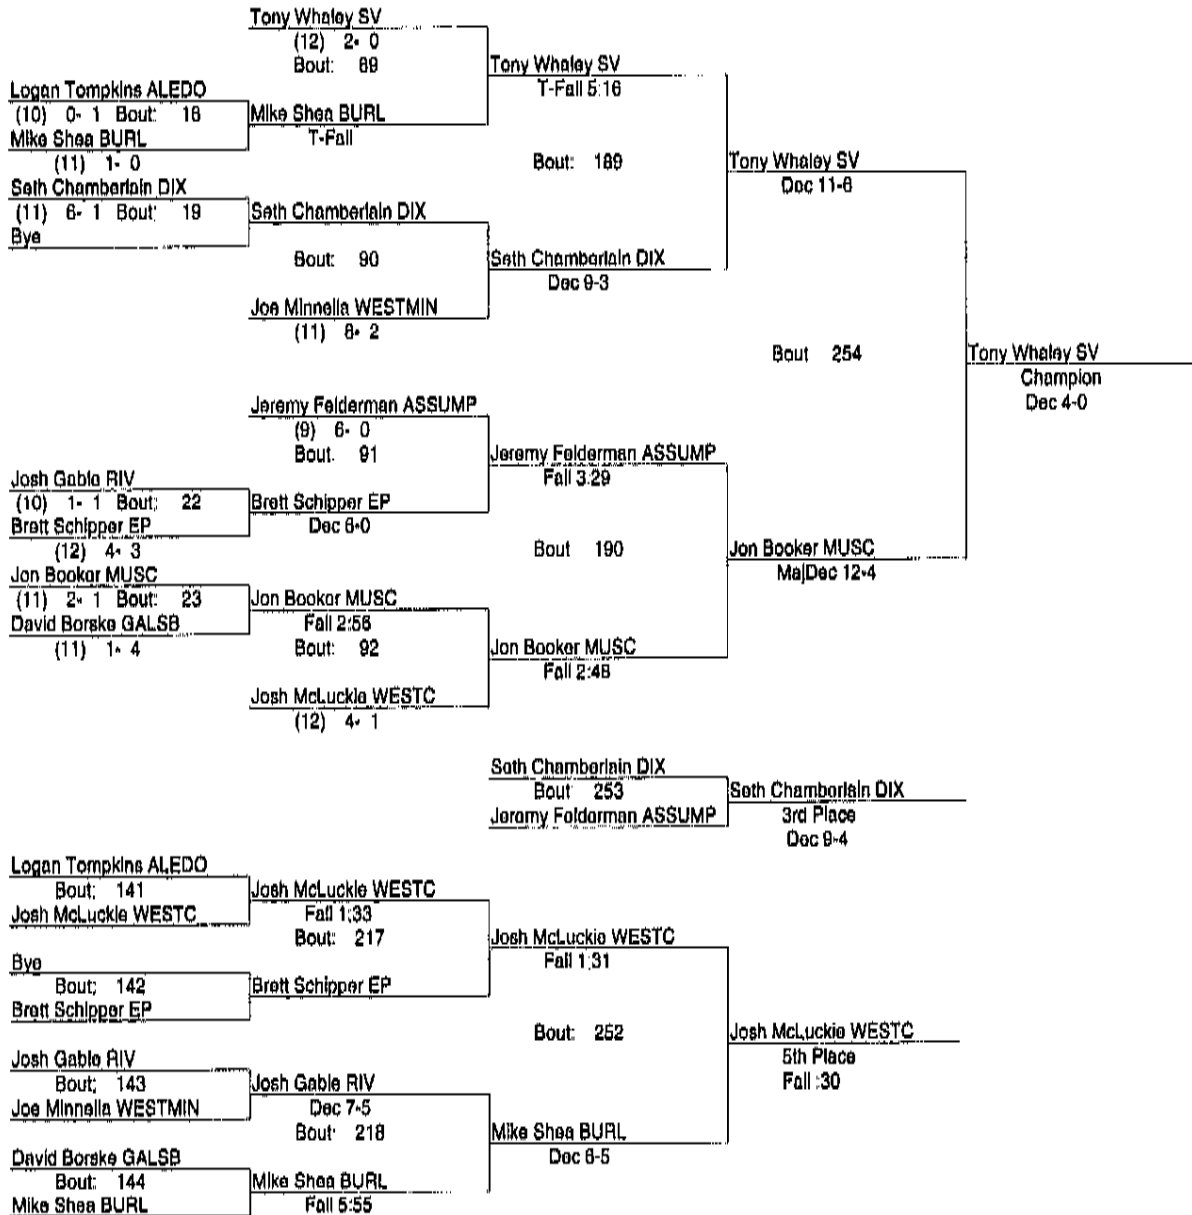 Tony Whaley SV
(12) 2- 0
Bout: 89
Tony Whaley SV
T-Fall 5:16
Logan Tompkins ALEDO
(10) 0- 1 Bout: 18
Mike Shea BURL
(11) 1- 0
Mike Shea BURL
T-Fall
Bout: 189
Tony Whaley SV
Dec 11-6
Seth Chamberlain DIX
(11) 6- 1 Bout: 19
Bye
Seth Chamberlain DIX
Bout: 90
Seth Chamberlain DIX
Dec 9-3
Joe Minnella WESTMIN
(11) 8- 2
Bout 254
Tony Whaley SV
Champion
Dec 4-0
Jeremy Felderman ASSUMP
(9) 6- 0
Bout. 91
Jeremy Felderman ASSUMP
Fall 3:29
Josh Gable RIV
(10) 1- 1 Bout: 22
Brett Schipper EP
(12) 4- 3
Brett Schipper EP
Dec 6-0
Bout 190
Jon Booker MUSC
MajDec 12-4
Jon Booker MUSC
(11) 2- 1 Bout: 23
David Borske GALSB
(11) 1- 4
Jon Booker MUSC
Fall 2:56
Bout: 92
Jon Booker MUSC
Fall 2:48
Josh McLuckie WESTC
(12) 4- 1
Seth Chamberlain DIX
Bout 253
Jeremy Felderman ASSUMP
Seth Chamberlain DIX
3rd Place
Dec 9-4
Logan Tompkins ALEDO
Bout: 141
Josh McLuckie WESTC
Josh McLuckie WESTC
Fall 1:33
Bout: 217
Josh McLuckie WESTC
Fall 1:31
Bye
Bout: 142
Brett Schipper EP
Brett Schipper EP
Bout: 252
Josh McLuckie WESTC
5th Place
Fall :30
Josh Gable RIV
Bout: 143
Joe Minnella WESTMIN
Josh Gable RIV
Dec 7-5
Bout: 218
Mike Shea BURL
Dec 6-5
David Borske GALSB
Bout: 144
Mike Shea BURL
Mike Shea BURL
Fall 5:55